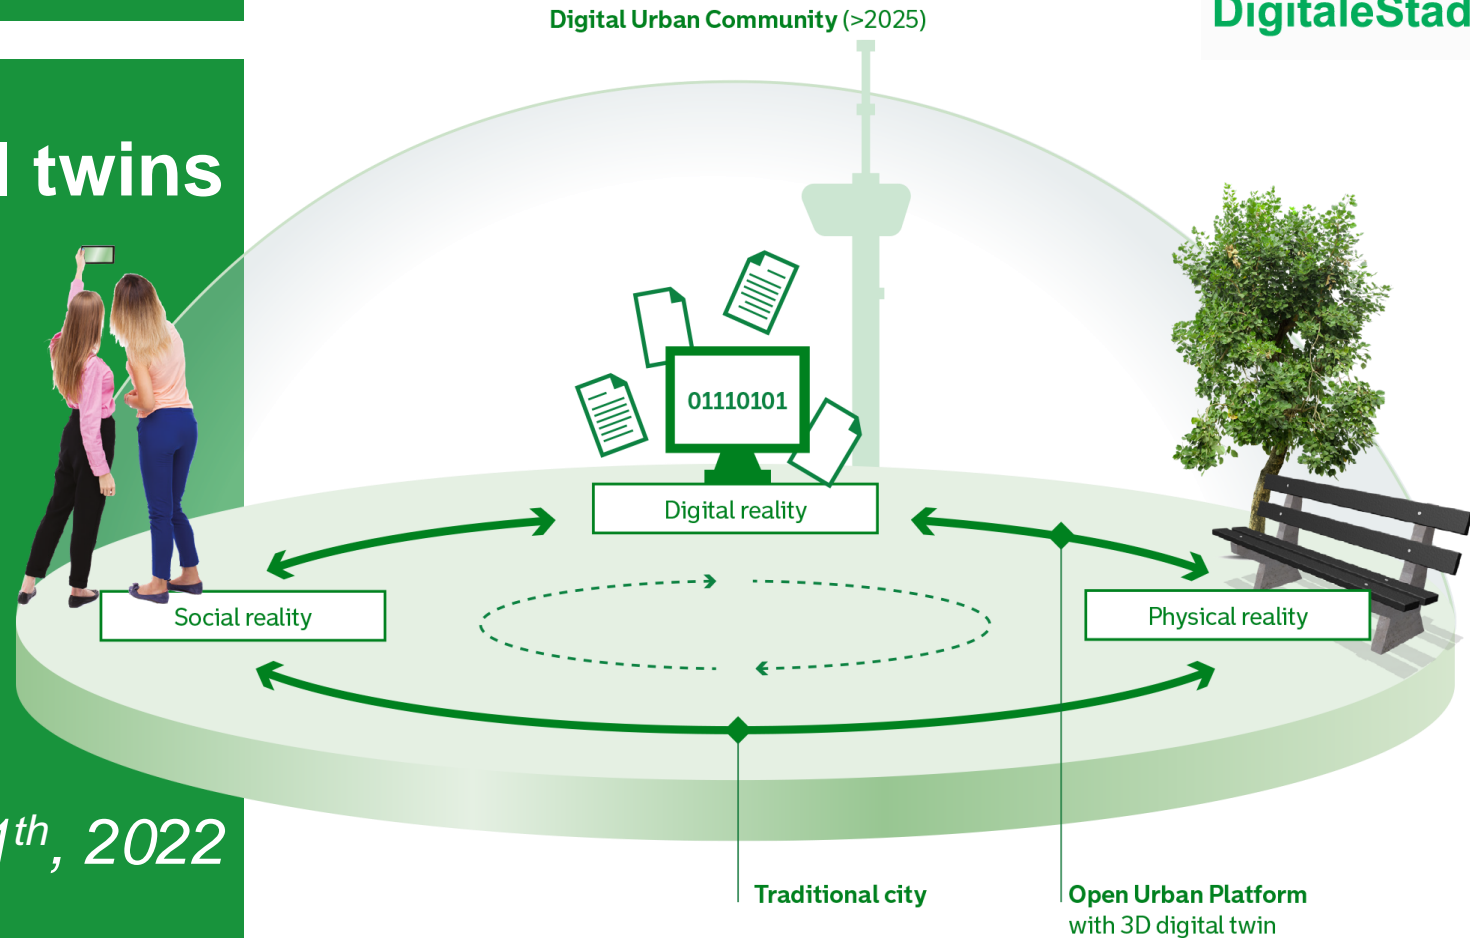 Digital Urban Community (>2025)
DigitaleStad
twins
01110101
Digital reality
Social reality
Physical reality
th, 2022
Traditional city
Open Urban Platform
with 3D digital twin